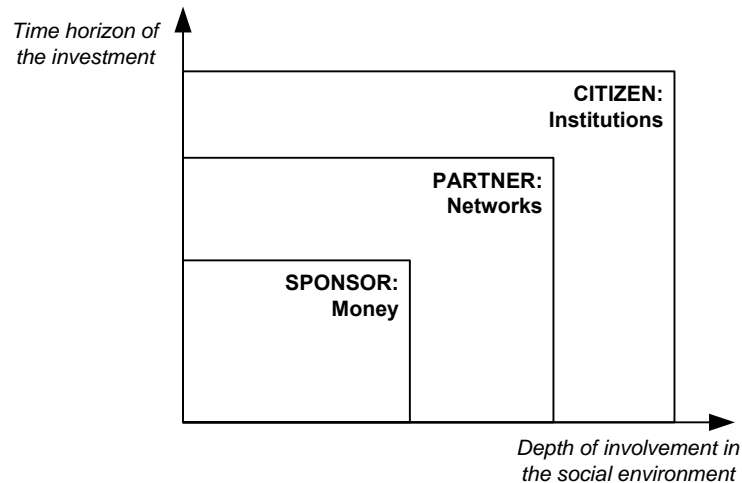 Time horizon of
the investment
CITIZEN:
Institutions
PARTNER:
Networks
SPONSOR:
Money
Depth of involvement in
the social environment